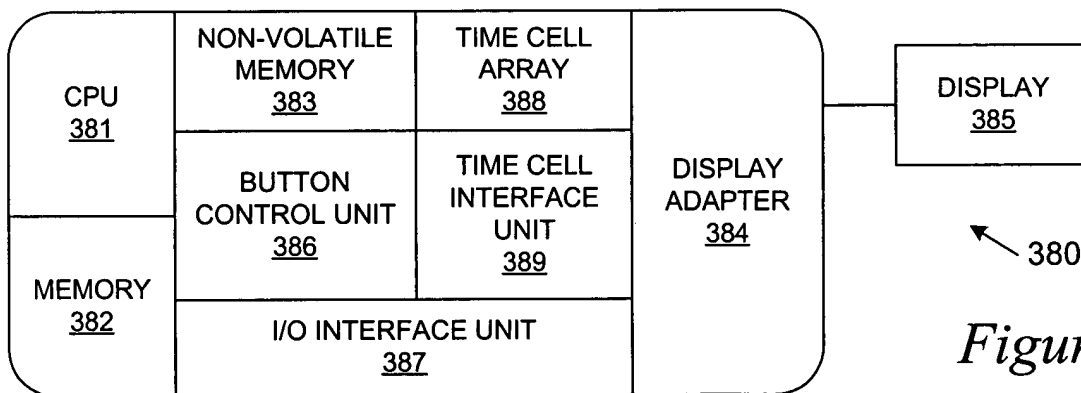 CPU
381
MEMORY
382
NON-VOLATILE
MEMORY
383
TIME CELL
ARRAY
388
BUTTON
CONTROL UNIT
386
TIME CELL
INTERFACE
UNIT
389
I/O INTERFACE UNIT
387
DISPLAY
ADAPTER
384
DISPLAY
385
380
Figur